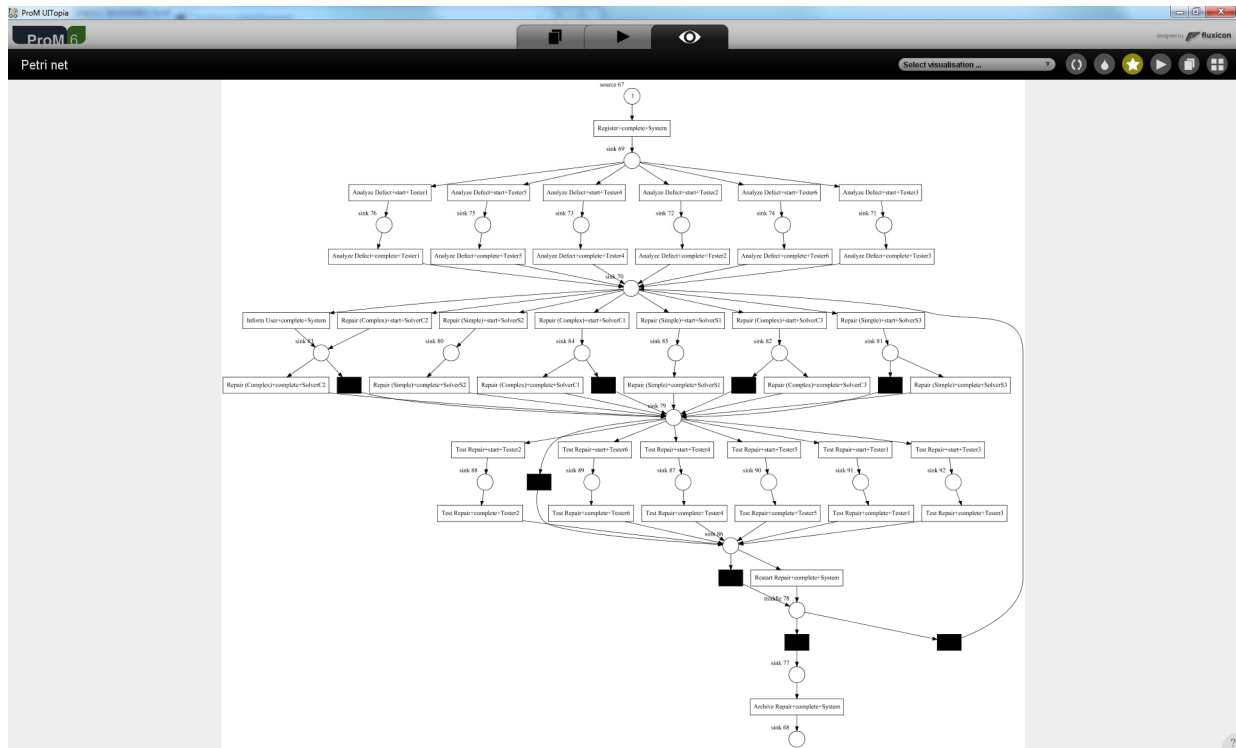 ProM UITopia
ProM 6
designed by fluxicon
Petri net
Select visualisation ...
source 67
1
Register+complete+System
sink 69
Analyze Defect+start+Tester1
Analyze Defect+start+Tester5
Analyze Defect+start+Tester4
Analyze Defect+start+Tester2
Analyze Defect+start+Tester6
Analyze Defect+start+Tester3
sink 76
sink 75
sink 73
sink 72
sink 74
sink 71
Analyze Defect+complete+Tester1
Analyze Defect+complete+Tester5
Analyze Defect+complete+Tester4
Analyze Defect+complete+Tester2
Analyze Defect+complete+Tester6
Analyze Defect+complete+Tester3
sink 70
Inform User+complete+System
Repair (Complex)+start+SolverC2
Repair (Simple)+start+SolverS2
Repair (Complex)+start+SolverC1
Repair (Simple)+start+SolverS1
Repair (Complex)+start+SolverC3
Repair (Simple)+start+SolverS3
sink 83
sink 80
sink 84
sink 85
sink 82
sink 81
Repair (Complex)+complete+SolverC2
Repair (Simple)+complete+SolverS2
Repair (Complex)+complete+SolverC1
Repair (Simple)+complete+SolverS1
Repair (Complex)+complete+SolverC3
Repair (Simple)+complete+SolverS3
sink 79
Test Repair+start+Tester2
Test Repair+start+Tester6
Test Repair+start+Tester4
Test Repair+start+Tester5
Test Repair+start+Tester1
Test Repair+start+Tester3
sink 88
sink 89
sink 87
sink 90
sink 91
sink 92
Test Repair+complete+Tester2
Test Repair+complete+Tester6
Test Repair+complete+Tester4
Test Repair+complete+Tester5
Test Repair+complete+Tester1
Test Repair+complete+Tester3
sink 86
Restart Repair+complete+System
middle 78
sink 77
Archive Repair+complete+System
sink 68
?